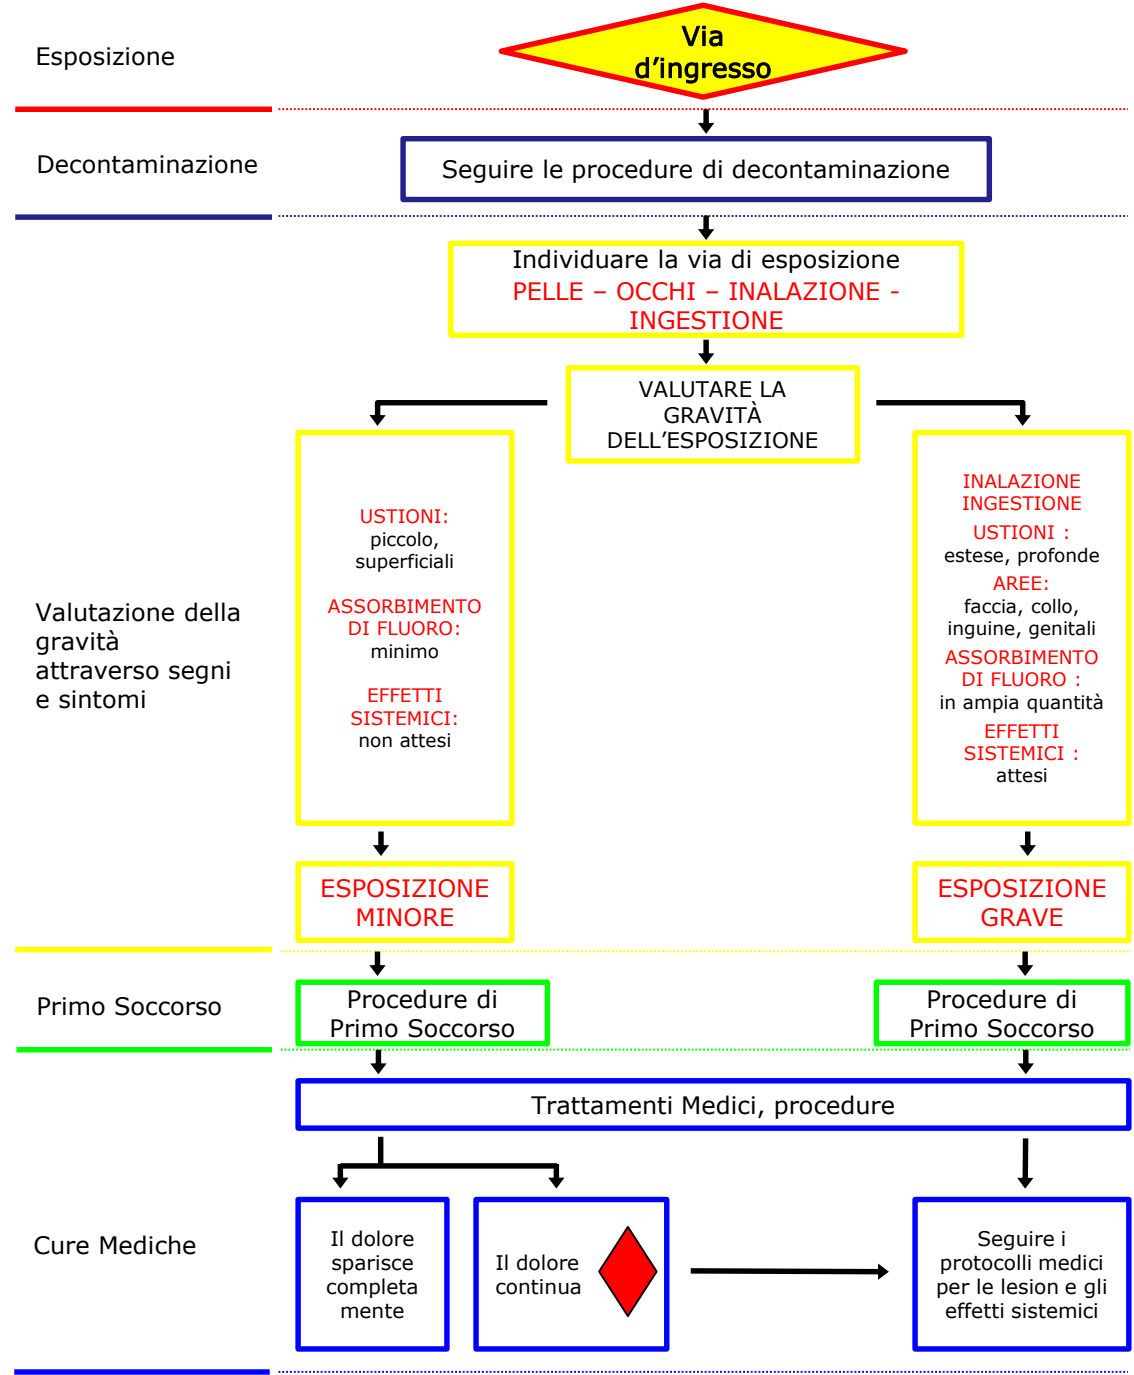 Esposizione
Via
d'ingresso
Decontaminazione
Seguire le procedure di decontaminazione
Individuare la via di esposizione
PELLE – OCCHI – INALAZIONE -
INGESTIONE
VALUTARE LA
GRAVITÀ
DELL'ESPOSIZIONE
Valutazione della
gravità
attraverso segni
e sintomi
USTIONI:
piccolo,
superficiali
ASSORBIMENTO
DI FLUORO:
minimo
EFFETTI
SISTEMICI:
non attesi
INALAZIONE
INGESTIONE
USTIONI :
estese, profonde
AREE:
faccia, collo,
inguine, genitali
ASSORBIMENTO
DI FLUORO :
in ampia quantità
EFFETTI
SISTEMICI :
attesi
ESPOSIZIONE
MINORE
ESPOSIZIONE
GRAVE
Primo Soccorso
Procedure di
Primo Soccorso
Procedure di
Primo Soccorso
Trattamenti Medici, procedure
Cure Mediche
Il dolore
sparisce
completa
mente
Il dolore
continua
Seguire i
protocolli medici
per le lesion e gli
effetti sistemici